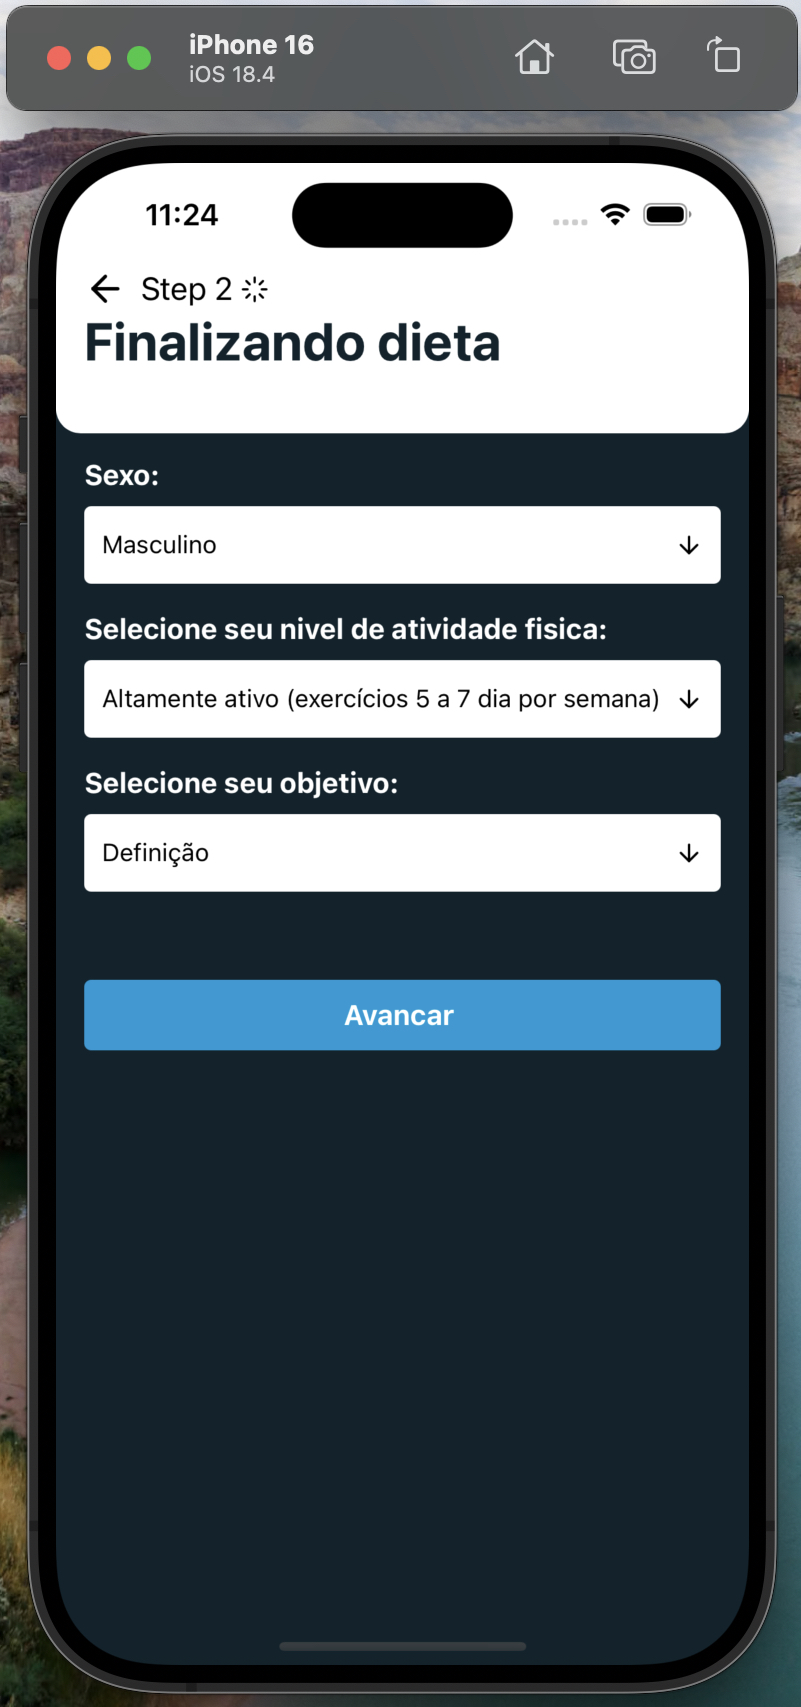 iPhone 16
iOS 18.4
11:24
Step 2
Finalizando dieta
Sexo:
Masculino
Selecione seu nivel de atividade fisica:
Altamente ativo (exercícios 5 a 7 dia por semana)
Selecione seu objetivo:
Definição
Avancar